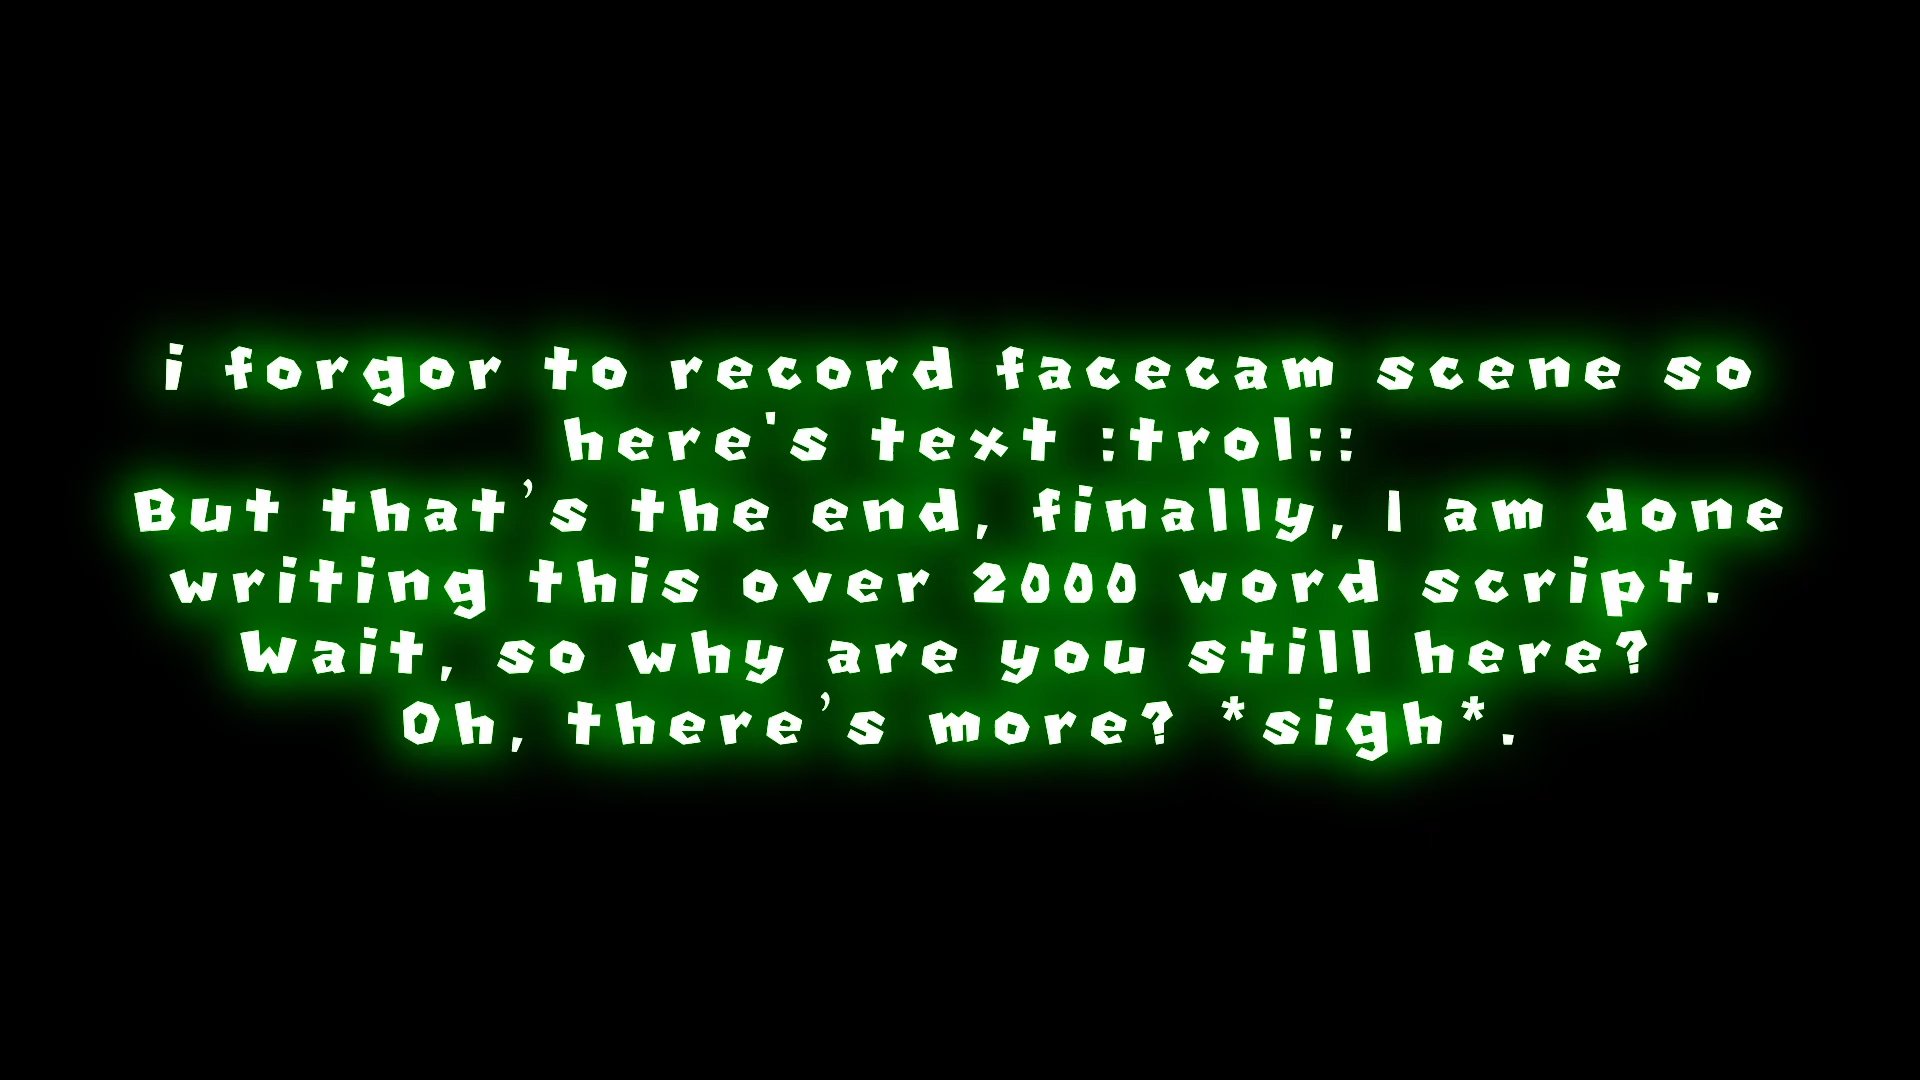 i forgor to record facecam scene so
here's text :trol::
But that’s the end, finally, I am done
writing this over 2000 word script.
Wait, so why are you still here?
Oh, there’s more? *sigh*.